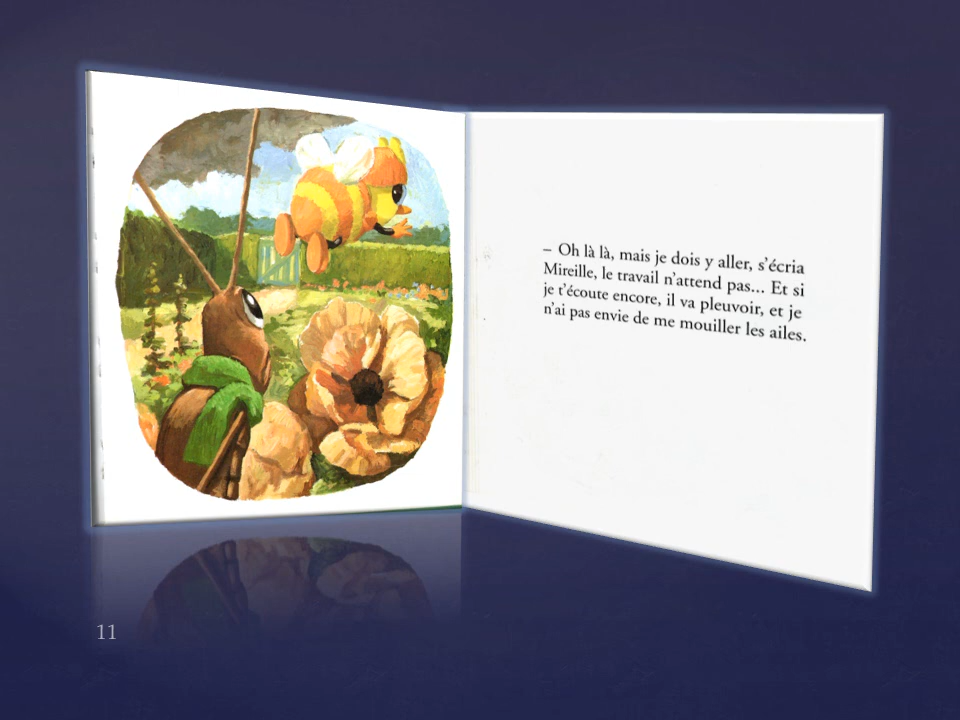 – Oh là là, mais je dois y aller, s'écria
Mireille, le travail n'attend pas... Et si
je t'écoute encore, il va pleuvoir, et je
n'ai pas envie de me mouiller les ailes.
11